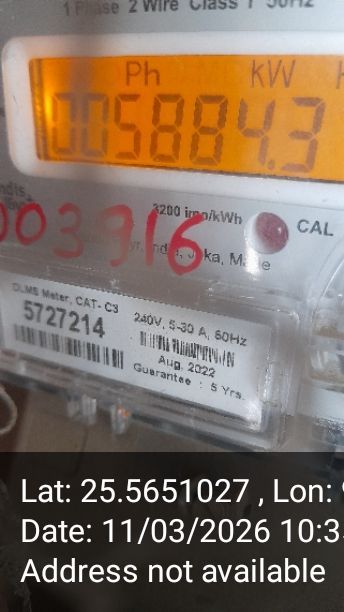 1 Phase 2 Wire Class 1 50Hz
Ph kW
005884.3
3200 imp/kWh
CAL
003916
DLMS Meter, CAT- C3
5727214
240V, 5-30 A, 50Hz
Aug, 2022
Guarantee : 5 Yrs.
Lat: 25.5651027 , Lon:
Date: 11/03/2026 10:3
Address not available